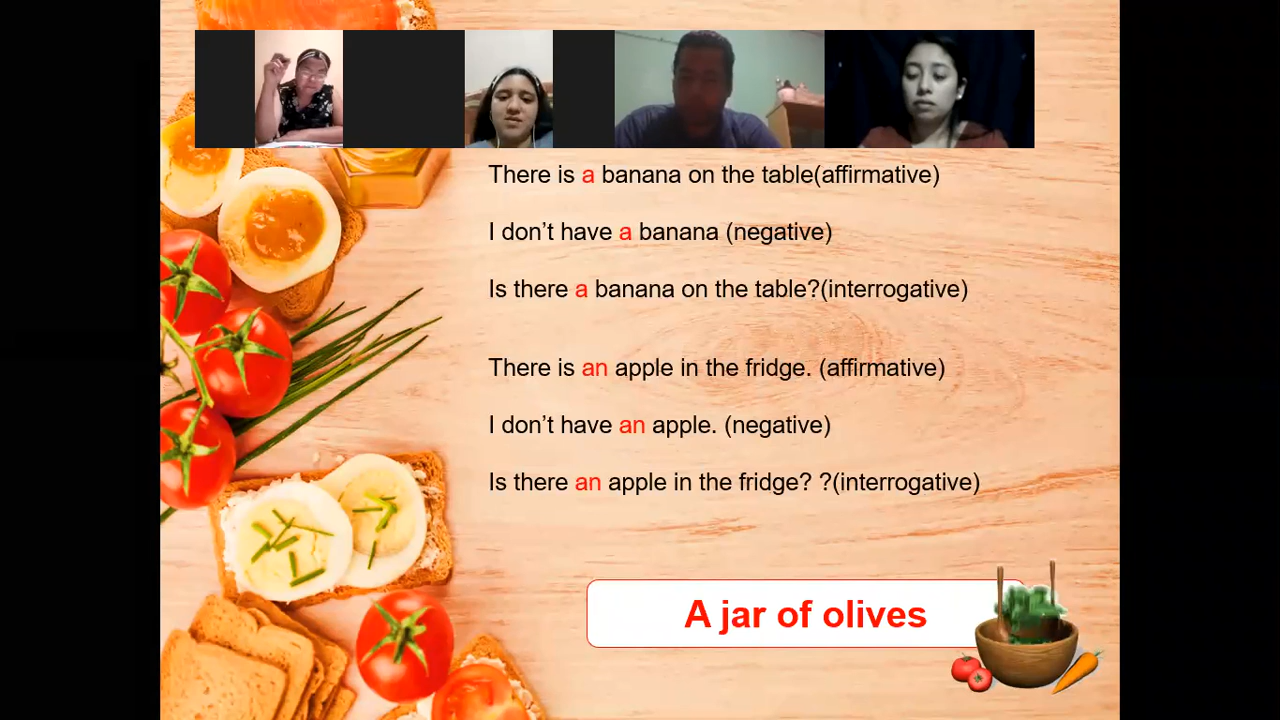 There is a banana on the table(affirmative)
I don’t have a banana (negative)
Is there a banana on the table?(interrogative)
There is an apple in the fridge. (affirmative)
I don’t have an apple. (negative)
Is there an apple in the fridge? ?(interrogative)
A jar of olives